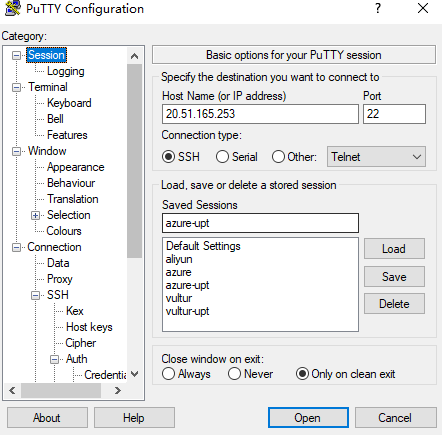 PuTTY Configuration
Category:
Session
Logging
Terminal
Keyboard
Bell
Features
Window
Appearance
Behaviour
Translation
Selection
Colours
Connection
Data
Proxy
SSH
Kex
Host keys
Cipher
Auth
Credentia
Basic options for your PuTTY session
Specify the destination you want to connect to
Host Name (or IP address) Port
20.51.165.253 22
Connection type:
SSH Serial Other: Telnet
Load, save or delete a stored session
Saved Sessions
azure-upt
Default Settings
aliyun
azure
azure-upt
vultur
vultur-upt
Load
Save
Delete
Close window on exit:
Always Never Only on clean exit
About Help Open Cancel